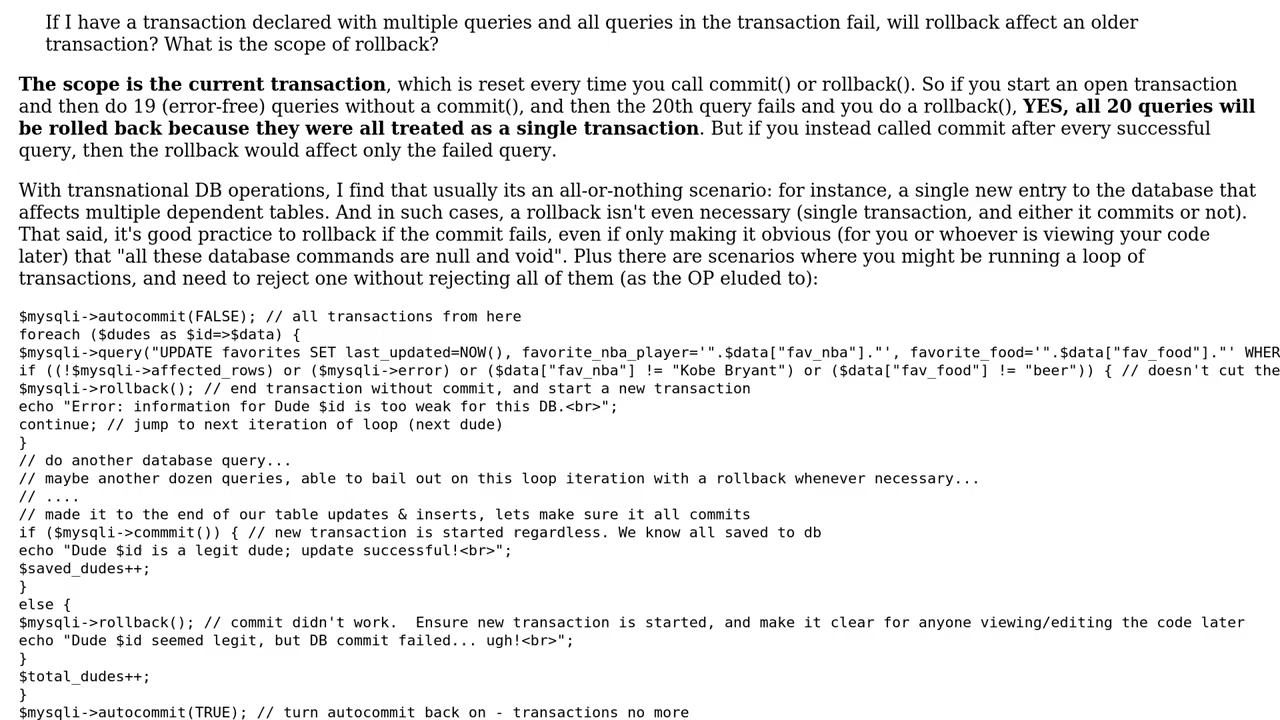 If I have a transaction declared with multiple queries and all queries in the transaction fail, will rollback affect an older
transaction? What is the scope of rollback?
The scope is the current transaction, which is reset every time you call commit() or rollback(). So if you start an open transaction
and then do 19 (error-free) queries without a commit(), and then the 20th query fails and you do a rollback(), YES, all 20 queries will
be rolled back because they were all treated as a single transaction. But if you instead called commit after every successful
query, then the rollback would affect only the failed query.
With transnational DB operations, I find that usually its an all-or-nothing scenario: for instance, a single new entry to the database that
affects multiple dependent tables. And in such cases, a rollback isn't even necessary (single transaction, and either it commits or not).
That said, it's good practice to rollback if the commit fails, even if only making it obvious (for you or whoever is viewing your code
later) that "all these database commands are null and void". Plus there are scenarios where you might be running a loop of
transactions, and need to reject one without rejecting all of them (as the OP eluded to):
$mysqli->autocommit(FALSE); // all transactions from here
foreach ($dudes as $id=>$data) {
$mysqli->query("UPDATE favorites SET last_updated=NOW(), favorite_nba_player='".$data["fav_nba"]."', favorite_food='".$data["fav_food"]."' WHER
if ((!$mysqli->affected_rows) or ($mysqli->error) or ($data["fav_nba"] != "Kobe Bryant") or ($data["fav_food"] != "beer")) { // doesn't cut the
$mysqli->rollback(); // end transaction without commit, and start a new transaction
echo "Error: information for Dude $id is too weak for this DB.<br>";
continue; // jump to next iteration of loop (next dude)
}
// do another database query...
// maybe another dozen queries, able to bail out on this loop iteration with a rollback whenever necessary...
// ....
// made it to the end of our table updates & inserts, lets make sure it all commits
if ($mysqli->commmit()) { // new transaction is started regardless. We know all saved to db
echo "Dude $id is a legit dude; update successful!<br>";
$saved_dudes++;
}
else {
$mysqli->rollback(); // commit didn't work.  Ensure new transaction is started, and make it clear for anyone viewing/editing the code later
echo "Dude $id seemed legit, but DB commit failed... ugh!<br>";
}
$total_dudes++;
}
$mysqli->autocommit(TRUE); // turn autocommit back on - transactions no more